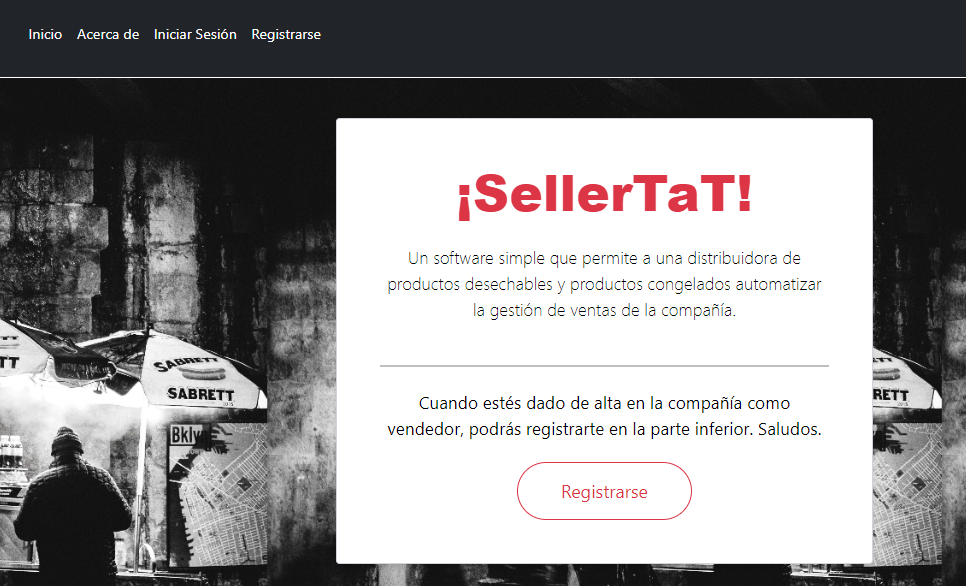 Inicio Acerca de Iniciar Sesión Registrarse
¡SellerTaT!
Un software simple que permite a una distribuidora de
productos desechables y productos congelados automatizar
la gestión de ventas de la compañía.
Cuando estés dado de alta en la compañía como
vendedor, podrás registrarte en la parte inferior. Saludos.
Registrarse
SABRETT
SABRETT
Bklyn